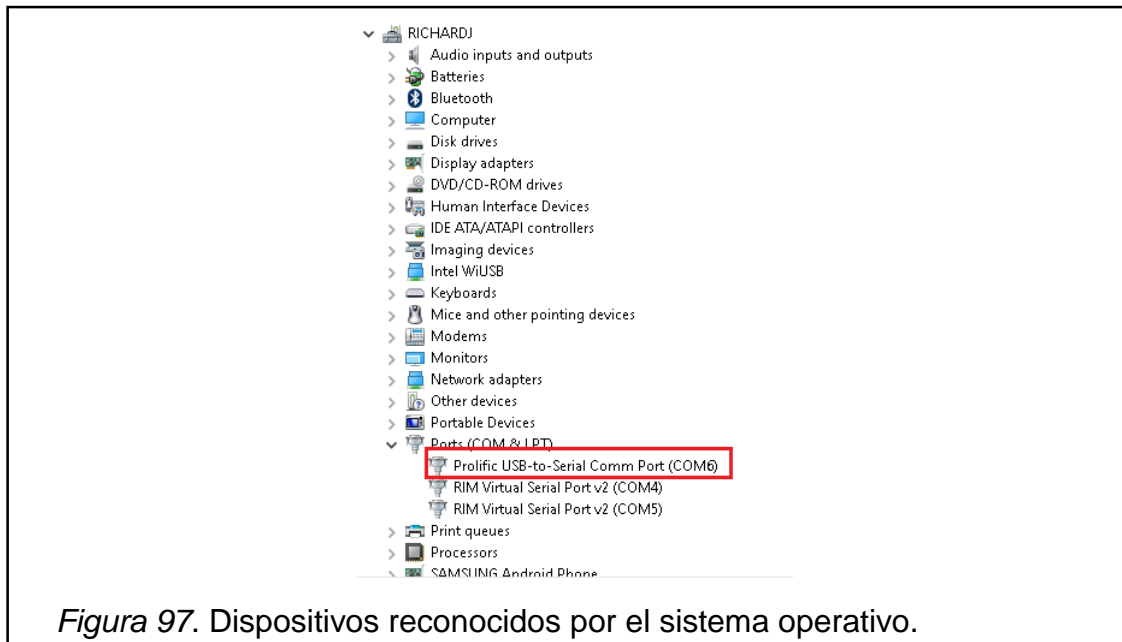 RICHARDJ
Audio inputs and outputs
Batteries
Bluetooth
Computer
Disk drives
Display adapters
DVD/CD-ROM drives
Human Interface Devices
IDE ATA/ATAPI controllers
Imaging devices
Intel WiUSB
Keyboards
Mice and other pointing devices
Modems
Monitors
Network adapters
Other devices
Portable Devices
Ports (COM & LPT)
Prolific USB-to-Serial Comm Port (COM6)
RIM Virtual Serial Port v2 (COM4)
RIM Virtual Serial Port v2 (COM5)
Print queues
Processors
SAMSUNG Android Phone
Figura 97. Dispositivos reconocidos por el sistema operativo.